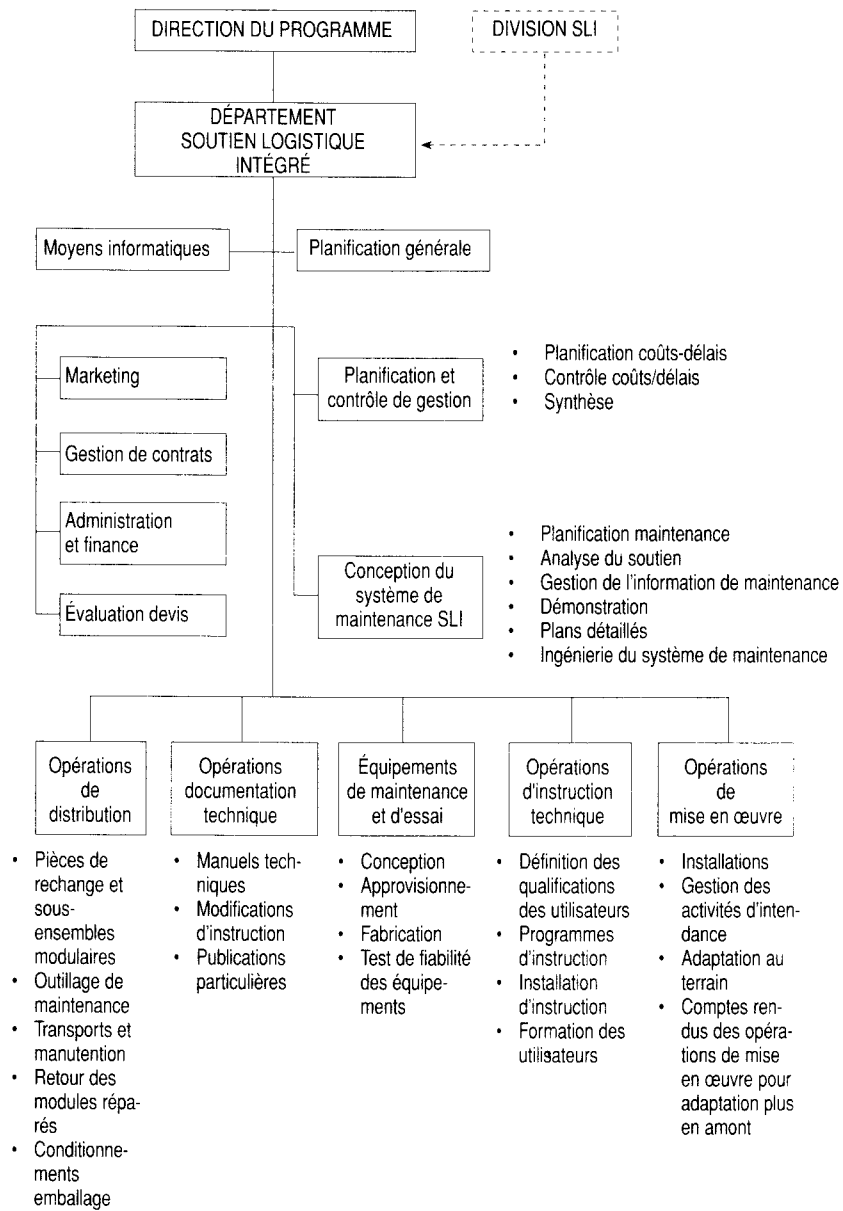 DIRECTION DU PROGRAMME
DIVISION SLI
DÉPARTEMENT
SOUTIEN LOGISTIQUE
INTÉGRÉ
Moyens informatiques
Planification générale
Marketing
Gestion de contrats
Administration
et finance
Évaluation devis
Planification et
contrôle de gestion
• Planification coûts-délais
• Contrôle coûts/délais
• Synthèse
Conception du
système de
maintenance SLI
• Planification maintenance
• Analyse du soutien
• Gestion de l'information de maintenance
• Démonstration
• Plans détaillés
• Ingénierie du système de maintenance
Opérations
de
distribution
• Pièces de
rechange et
sous-
ensembles
modulaires
• Outillage de
maintenance
• Transports et
manutention
• Retour des
modules répa-
rés
• Conditionne-
ments
emballage
Opérations
documentation
technique
• Manuels tech-
niques
• Modifications
d'instruction
• Publications
particulières
Équipements
de maintenance
et d'essai
• Conception
• Approvisionne-
ment
• Fabrication
• Test de fiabilité
des équipe-
ments
Opérations
d'instruction
technique
• Définition des
qualifications
des utilisateurs
• Programmes
d'instruction
• Installation
d'instruction
• Formation des
utilisateurs
Opérations
de
mise en œuvre
• Installations
• Gestion des
activités d'inten-
dance
• Adaptation au
terrain
• Comptes ren-
dus des opéra-
tions de mise
en œuvre pour
adaptation plus
en amont